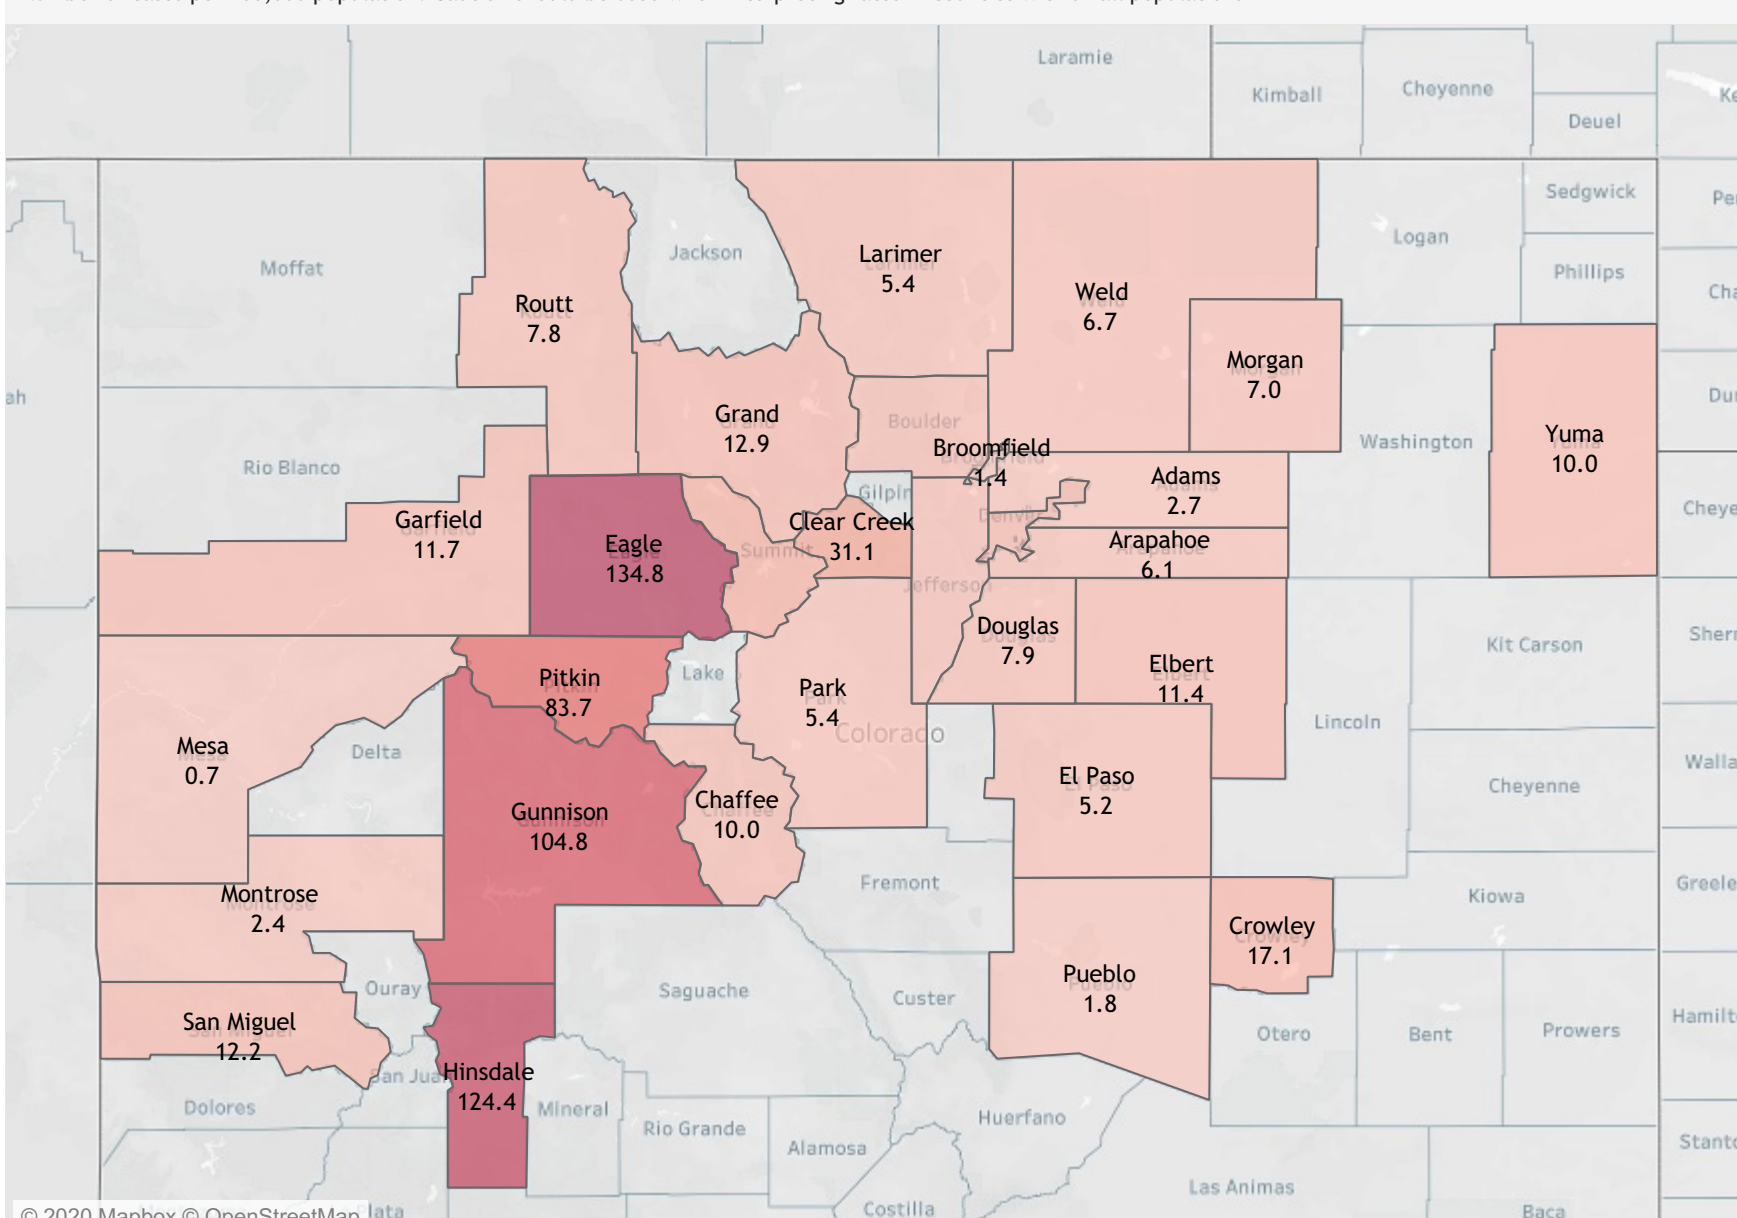 Laramie
Kimball
Cheyenne
Deuel
Sedgwick
Logan
Phillips
Moffat
Jackson
Larimer
5.4
Routt
7.8
Weld
6.7
Morgan
7.0
Grand
12.9
Boulder
Broomfield
1.4
Washington
Yuma
10.0
Rio Blanco
Gilpin
Adams
2.7
Garfield
11.7
Eagle
134.8
Summit
Clear Creek
31.1
Denver
Arapahoe
6.1
Jefferson
Douglas
7.9
Elbert
11.4
Kit Carson
Pitkin
83.7
Lake
Park
5.4
Colorado
Lincoln
Mesa
0.7
Delta
El Paso
5.2
Cheyenne
Gunnison
104.8
Chaffee
10.0
Fremont
Kiowa
Montrose
2.4
Crowley
17.1
Ouray
Saguache
Custer
Pueblo
1.8
San Miguel
12.2
Otero
Bent
Prowers
San Jua
Hinsdale
124.4
Dolores
Mineral
Rio Grande
Alamosa
Huerfano
Las Animas
Costilla
Baca
© 2020 Mapbox © OpenStreetMap